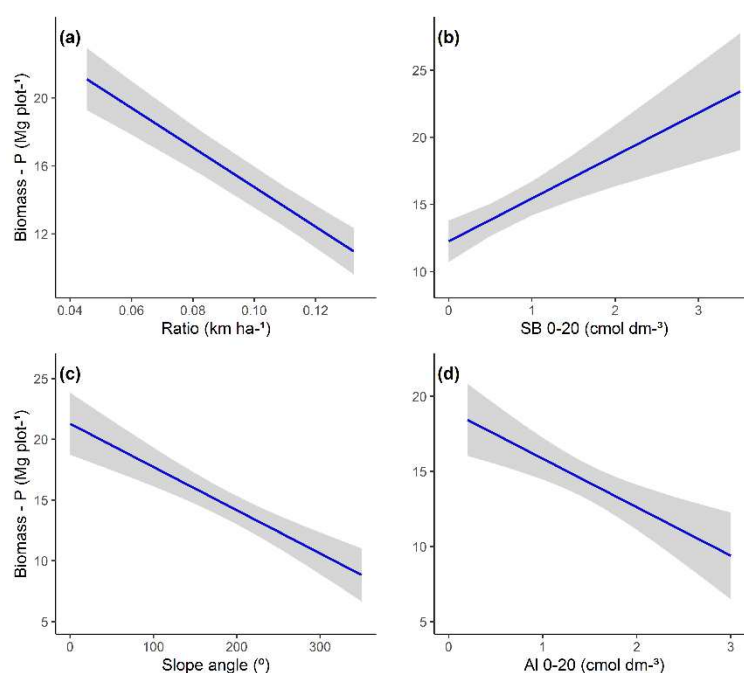 (a)
Biomass - P (Mg plot-¹)
20
16
12
0.04 0.06 0.08 0.10 0.12
Ratio (km ha-¹)
(b)
25
20
15
10
0 1 2 3
SB 0-20 (cmol dm-³)
(c)
Biomass - P (Mg plot-¹)
25
20
15
10
5
0 100 200 300
Slope angle (º)
(d)
20
15
10
5
0 1 2 3
Al 0-20 (cmol dm-³)